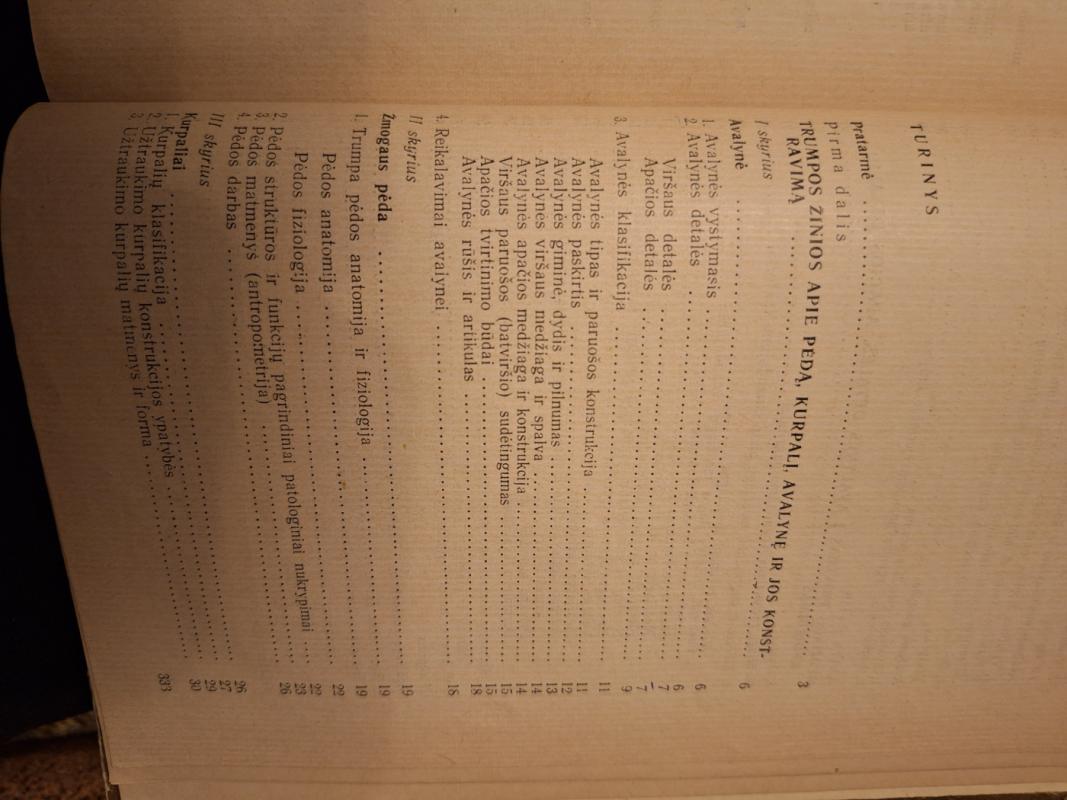 TURINYS
Pratarmė . . . . . 3
Pirma dalis
TRUMPOS ŽINIOS APIE PĖDĄ, KURPALĮ, AVALYNĘ IR JOS KONST-
RAVIMĄ . . . . . 6
I skyrius
Avalynė . . . . . 6
1. Avalynės vystymasis . . . . . 6
2. Avalynės detalės . . . . . 7
Viršaus detalės . . . . . 7
Apačios detalės . . . . . 9
3. Avalynės klasifikacija . . . . . 11
Avalynės tipas ir paruošos konstrukcija . . . . . 11
Avalynės paskirtis . . . . . 12
Avalynės giminė, dydis ir pilnumas . . . . . 13
Avalynės viršaus medžiaga ir spalva . . . . . 14
Avalynės apačios medžiaga ir konstrukcija . . . . . 14
Viršaus paruošos (batviršio) sudėtingumas . . . . . 15
Apačios tvirtinimo būdai . . . . . 15
Avalynės rūšis ir artikulas . . . . . 18
4. Reikalavimai avalynei . . . . . 18
II skyrius
Žmogaus pėda . . . . . 19
1. Trumpa pėdos anatomija ir fiziologija . . . . . 19
Pėdos anatomija . . . . . 19
Pėdos fiziologija . . . . . 22
2. Pėdos struktūros ir funkcijų pagrindiniai patologiniai nukrypimai . . . . . 22
3. Pėdos matmenys (antropometrija) . . . . . 23
4. Pėdos darbas . . . . . 26
III skyrius
Kurpaliai . . . . . 26
1. Kurpalių klasifikacija . . . . . 27
2. Užtraukimo kurpalių konstrukcijos ypatybės . . . . . 29
3. Užtraukimo kurpalių matmenys ir forma . . . . . 30
333